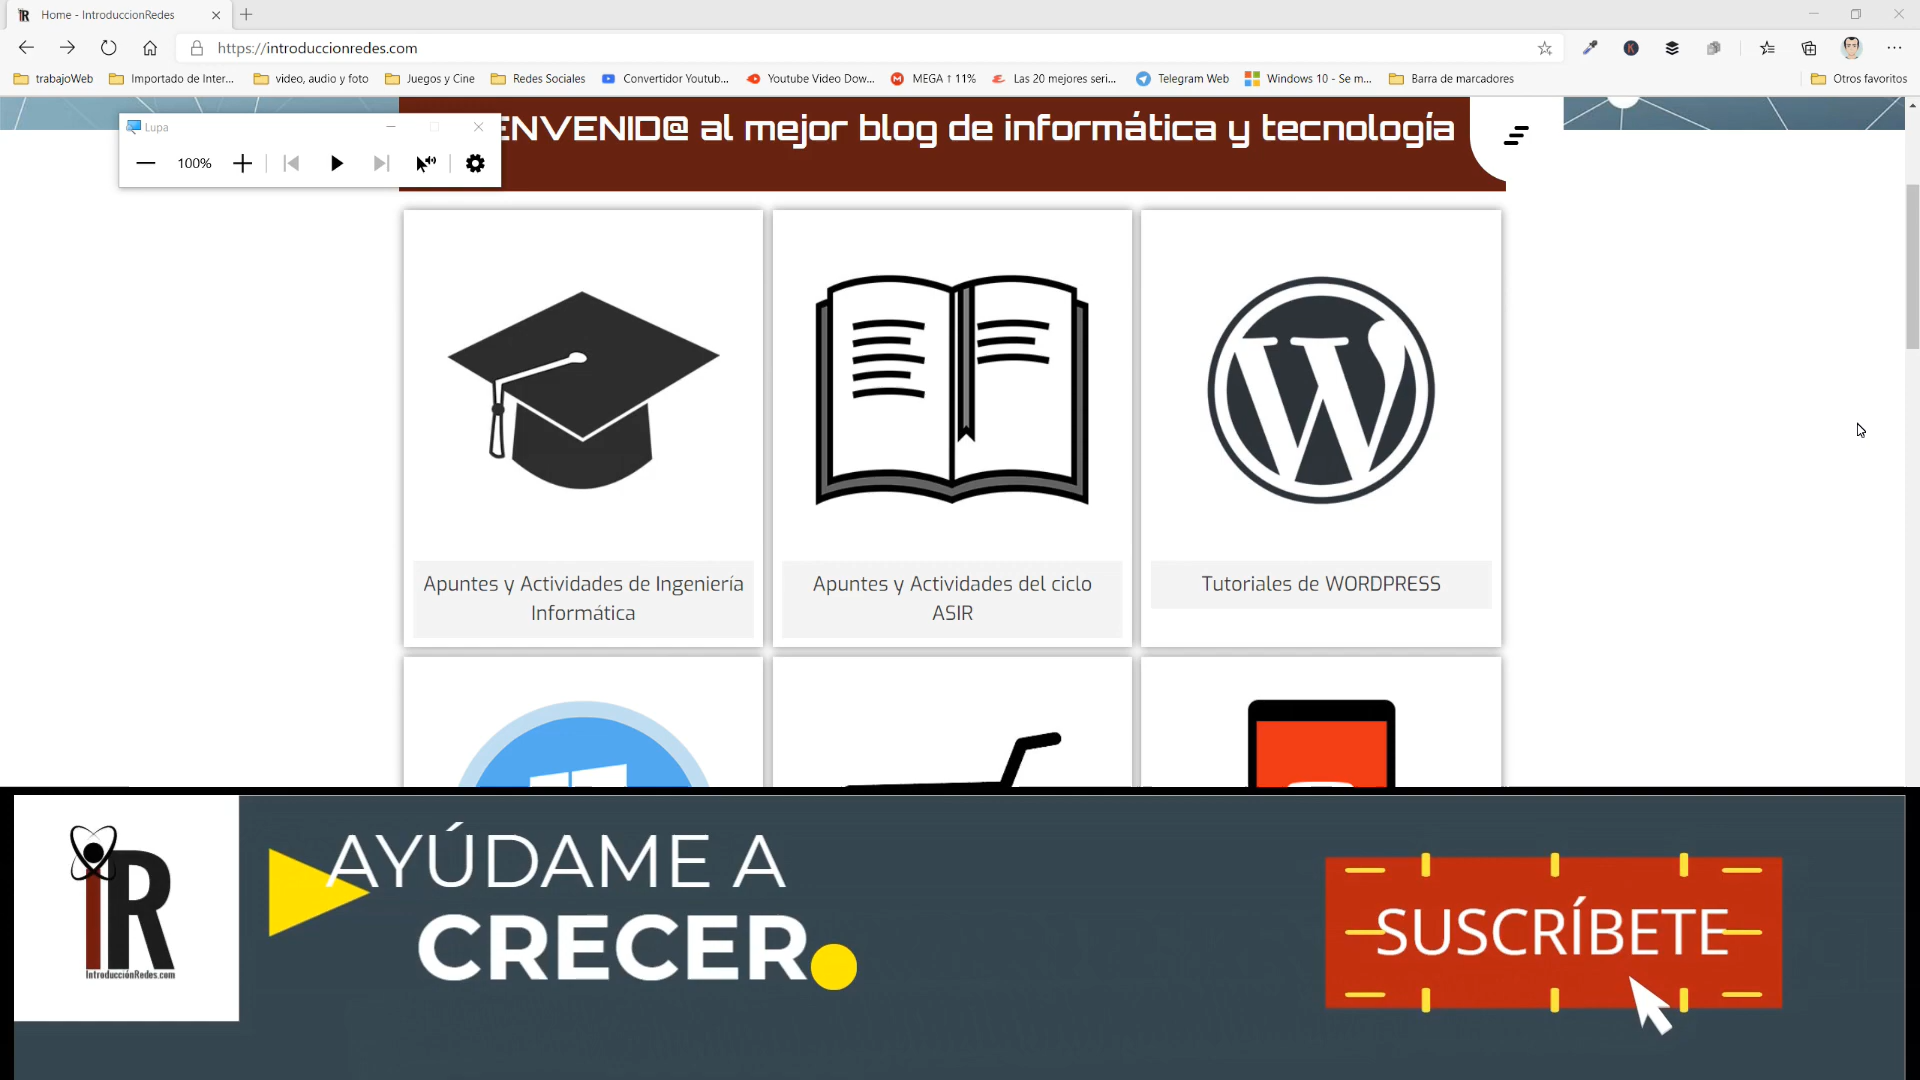 Home - IntroduccionRedes
https://introduccionredes.com
trabajoWeb
Importado de Inter...
video, audio y foto
Juegos y Cine
Redes Sociales
Convertidor Youtub...
Youtube Video Dow...
MEGA ↑ 11%
Las 20 mejores seri...
Telegram Web
Windows 10 - Se m...
Barra de marcadores
Otros favoritos
Lupa
100%
ENVENID@ al mejor blog de informática y tecnología
Apuntes y Actividades de Ingeniería
Informática
Apuntes y Actividades del ciclo
ASIR
Tutoriales de WORDPRESS
IR
IntroducciónRedes.com
AYÚDAME A
CRECER
SUSCRÍBETE